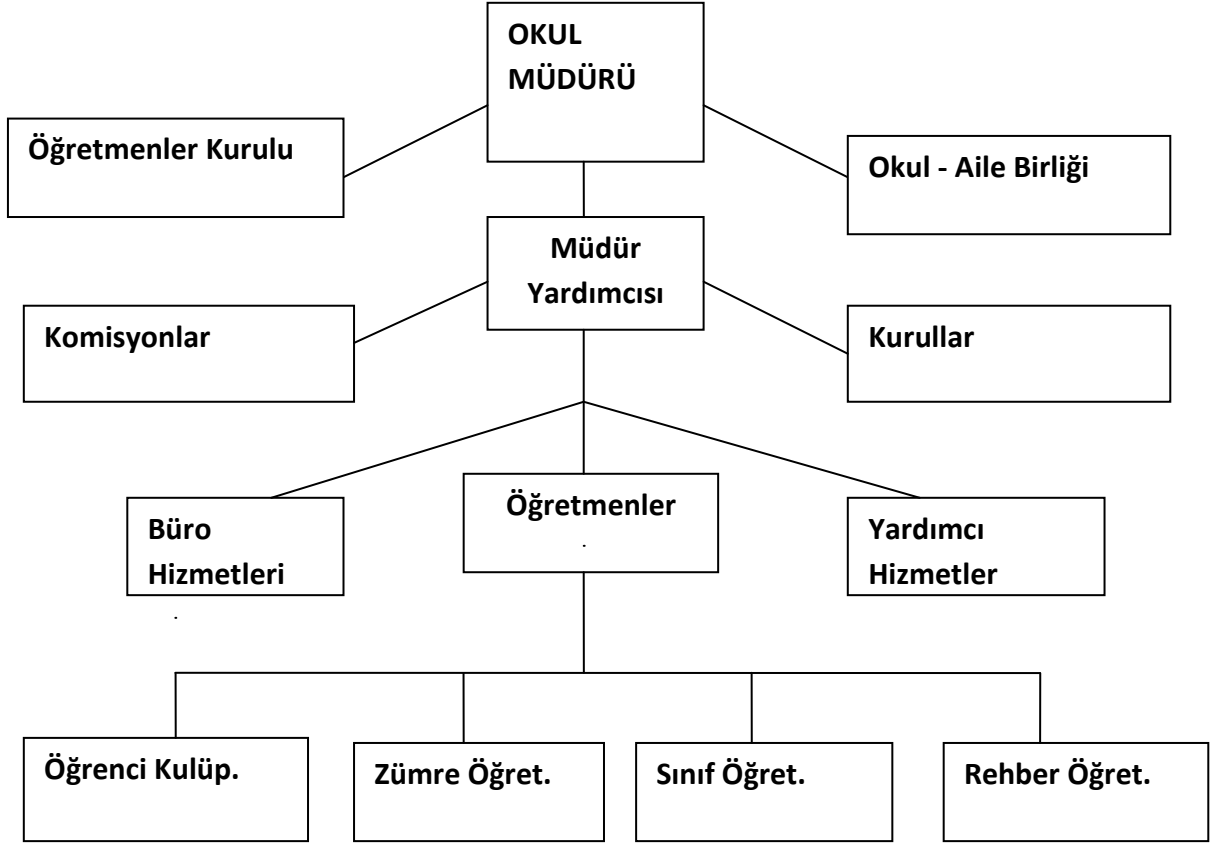 OKUL
MÜDÜRÜ
Öğretmenler Kurulu
Okul - Aile Birliği
Müdür
Yardımcısı
Komisyonlar
Kurullar
Büro
Hizmetleri
Öğretmenler
Yardımcı
Hizmetler
Öğrenci Kulüp.
Zümre Öğret.
Sınıf Öğret.
Rehber Öğret.